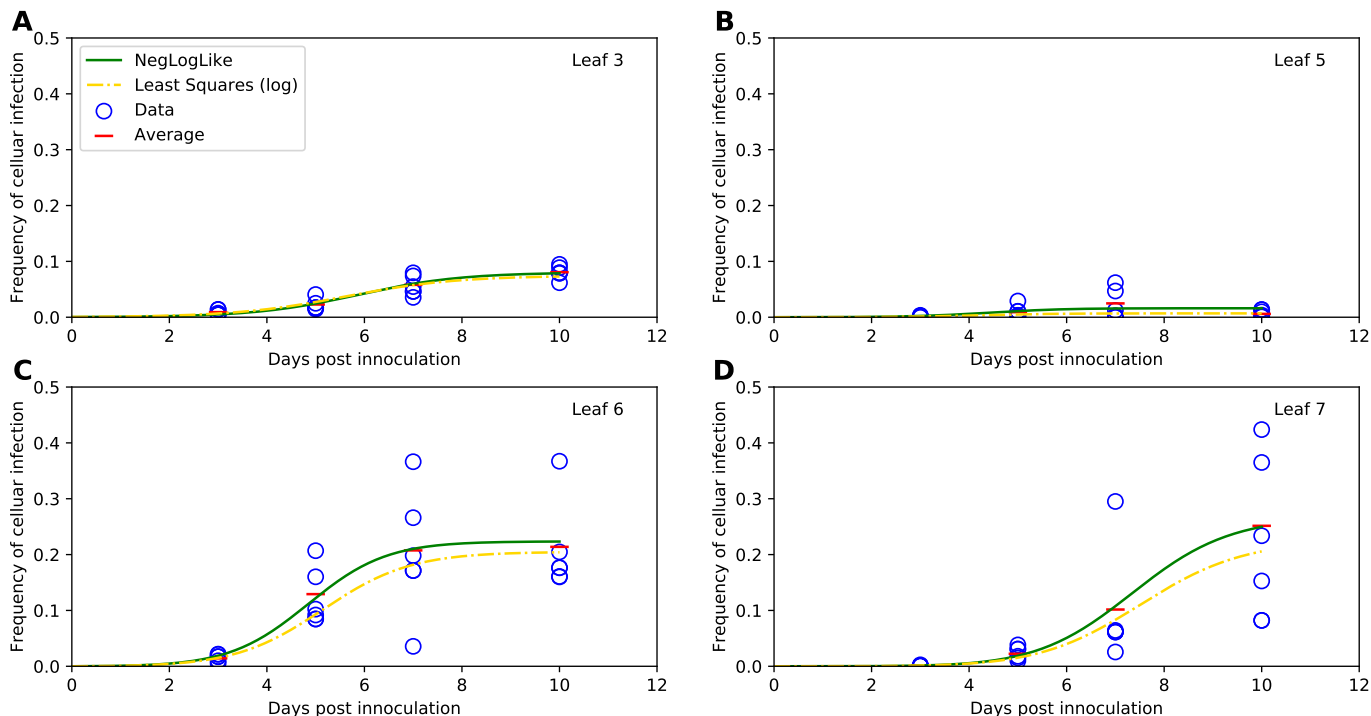 A
B
0.5
0.4
0.3
0.2
0.1
0.0
Frequency of celluar infection
NegLogLike
Least Squares (log)
Data
Average
Leaf 3
0 2 4 6 8 10 12
Days post innoculation
0.5
0.4
0.3
0.2
0.1
0.0
Frequency of celluar infection
Leaf 5
0 2 4 6 8 10 12
Days post innoculation
C
D
0.5
0.4
0.3
0.2
0.1
0.0
Frequency of celluar infection
Leaf 6
0 2 4 6 8 10 12
Days post innoculation
0.5
0.4
0.3
0.2
0.1
0.0
Frequency of celluar infection
Leaf 7
0 2 4 6 8 10 12
Days post innoculation